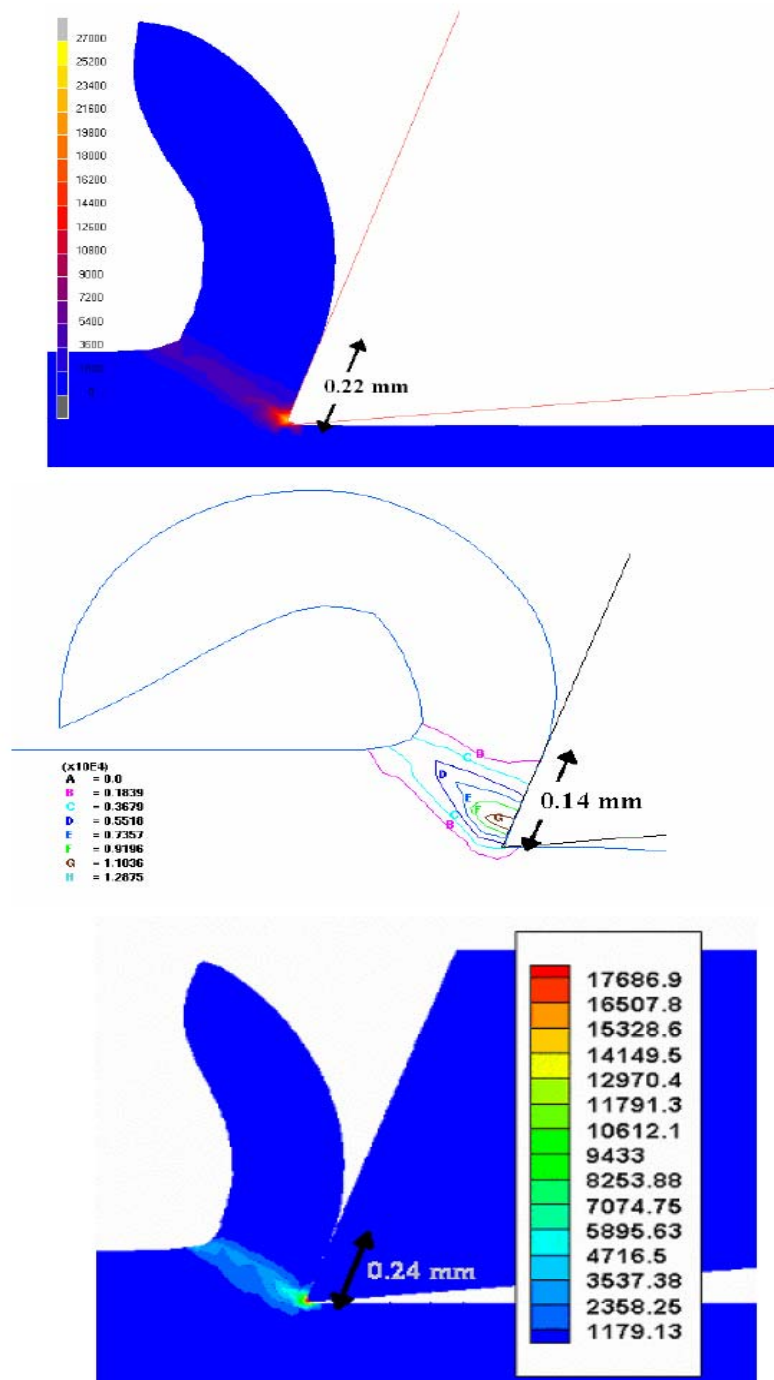 27000
25200
23400
21600
19800
18000
16200
14400
12600
10800
9000
7200
5400
3600
0.22 mm
B
C
D
E
F
G
C
B
(x10E4)
A = 0.0
B = 0.1839
C = 0.3679
D = 0.5518
E = 0.7357
F = 0.9196
G = 1.1036
H = 1.2875
0.14 mm
17686.9
16507.8
15328.6
14149.5
12970.4
11791.3
10612.1
9433
8253.88
7074.75
5895.63
4716.5
3537.38
2358.25
1179.13
0.24 mm